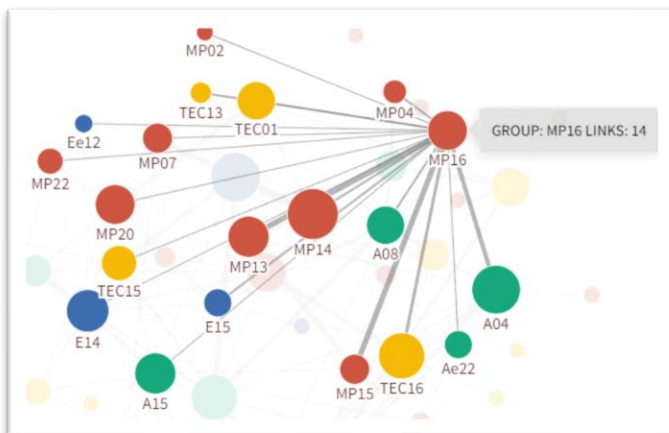 MP02
TEC13
TEC01
MP04
Ee12
MP07
MP16
GROUP: MP16 LINKS: 14
MP22
MP20
MP13
MP14
A08
TEC15
E14
E15
A04
A15
MP15
TEC16
Ae22